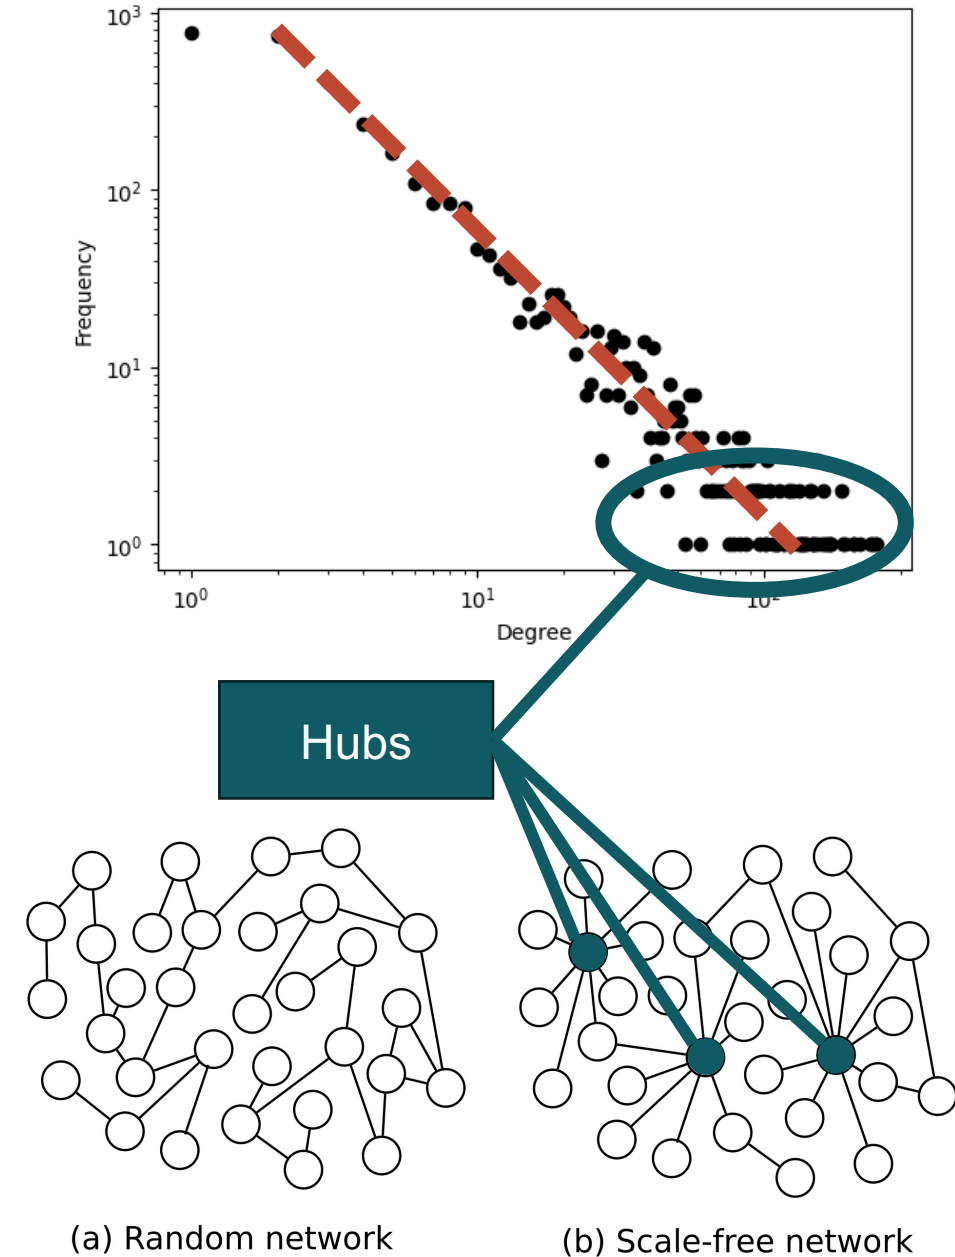 10³
10²
Frequency
10¹
10⁰
10⁰ 10¹ 10²
Degree
Hubs
(a) Random network (b) Scale-free network